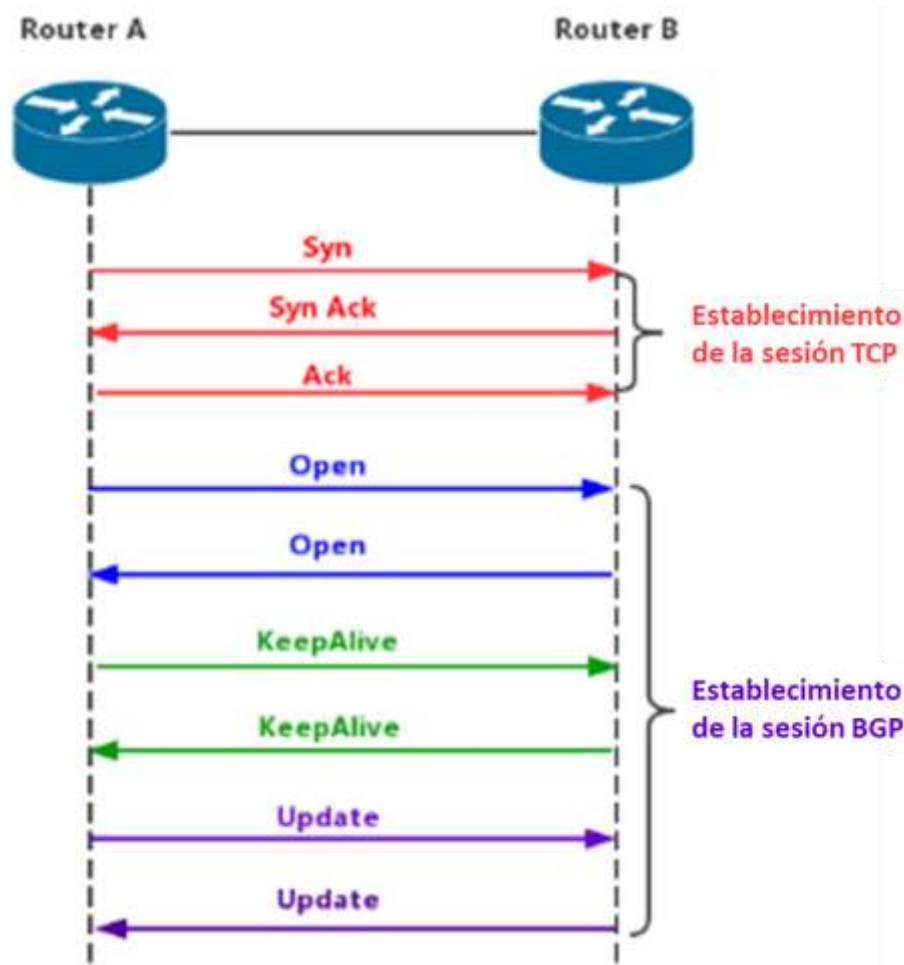 Router A
Router B
Syn
Syn Ack
Ack
Establecimiento
de la sesión TCP
Open
Open
KeepAlive
KeepAlive
Update
Update
Establecimiento
de la sesión BGP